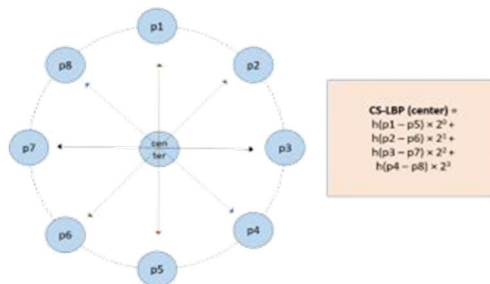 p1
p8
p2
p7
cen
ter
p3
p6
p4
p5
CS-LBP (center) =
h(p1 – p5) × 2⁰ +
h(p2 – p6) × 2¹ +
h(p3 – p7) × 2² +
h(p4 – p8) × 2³